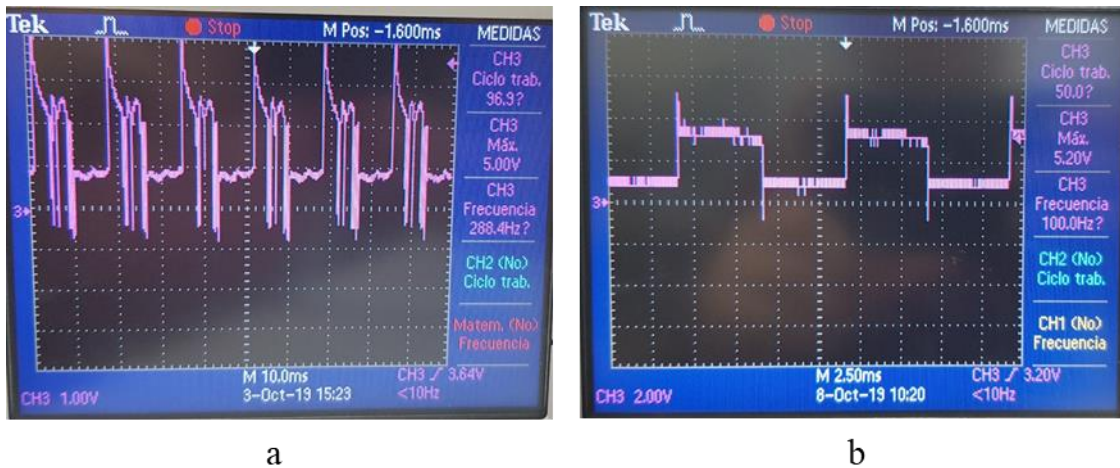 Tek
Stop
M Pos: -1.600ms
MEDIDAS
CH3
Ciclo trab.
96.9?
CH3
Máx.
5.00V
CH3
Frecuencia
288.4Hz?
CH2 (No)
Ciclo trab.
Matem. (No)
Frecuencia
3
CH3 1.00V
M 10.0ms
CH3 3.64V
3-Oct-19 15:23
<10Hz
a
Tek
Stop
M Pos: -1.600ms
MEDIDAS
CH3
Ciclo trab.
50.0?
CH3
Máx.
5.20V
CH3
Frecuencia
100.0Hz?
CH2 (No)
Ciclo trab.
CH1 (No)
Frecuencia
3
CH3 2.00V
M 2.50ms
CH3 3.20V
8-Oct-19 10:20
<10Hz
b